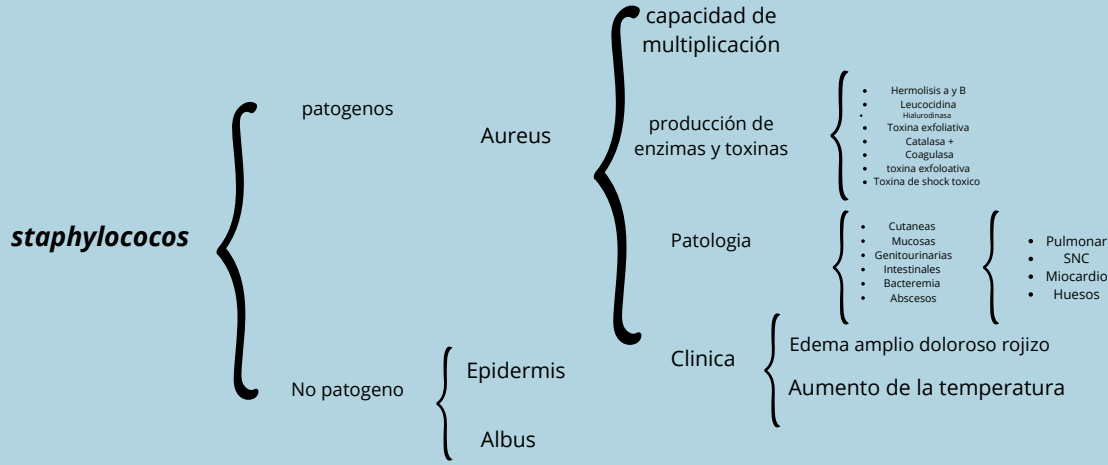 staphylococos
patogenos
Aureus
capacidad de
multiplicación
producción de
enzimas y toxinas
Hermolisis a y B
Leucocidina
Hialurodinasa
Toxina exfoliativa
Catalasa +
Coagulasa
toxina exfoloativa
Toxina de shock toxico
Patologia
Cutaneas
Mucosas
Genitourinarias
Intestinales
Bacteremia
Abscesos
Pulmonar
SNC
Miocardio
Huesos
Clinica
Edema amplio doloroso rojizo
Aumento de la temperatura
No patogeno
Epidermis
Albus